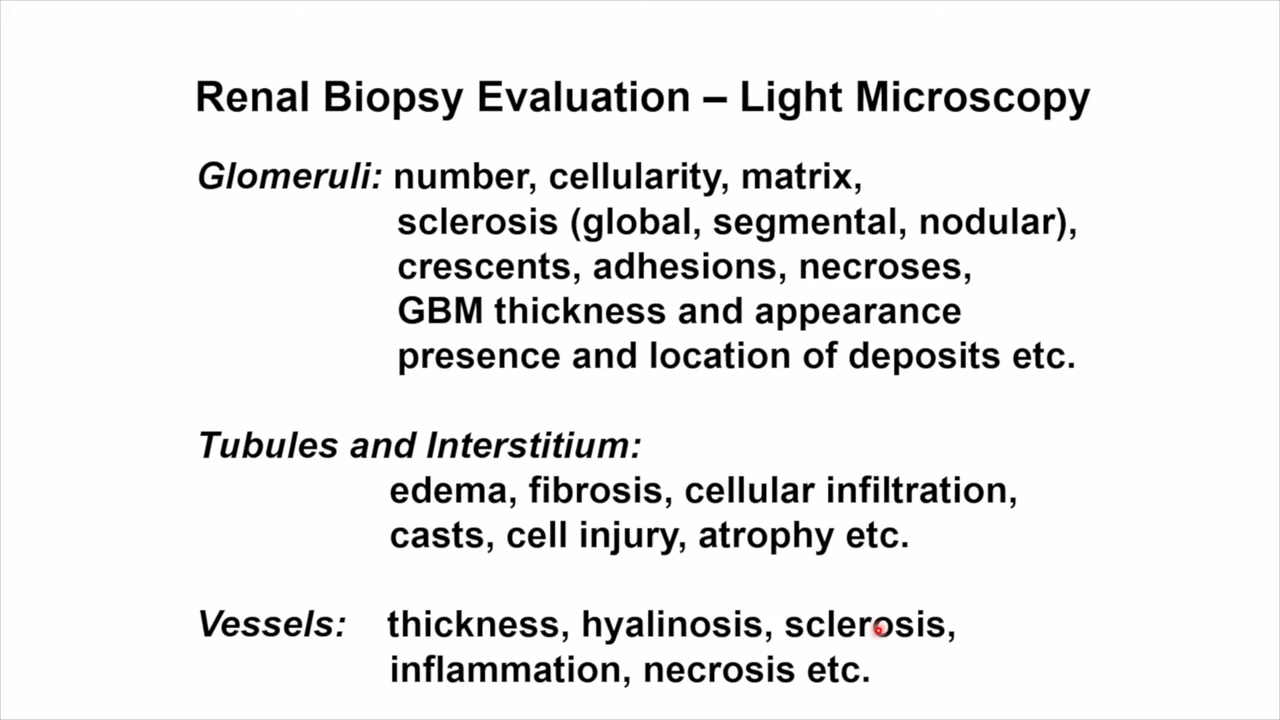 Renal Biopsy Evaluation – Light Microscopy
Glomeruli: number, cellularity, matrix,
sclerosis (global, segmental, nodular),
crescents, adhesions, necroses,
GBM thickness and appearance
presence and location of deposits etc.
Tubules and Interstitium:
edema, fibrosis, cellular infiltration,
casts, cell injury, atrophy etc.
Vessels: thickness, hyalinosis, sclerosis,
inflammation, necrosis etc.